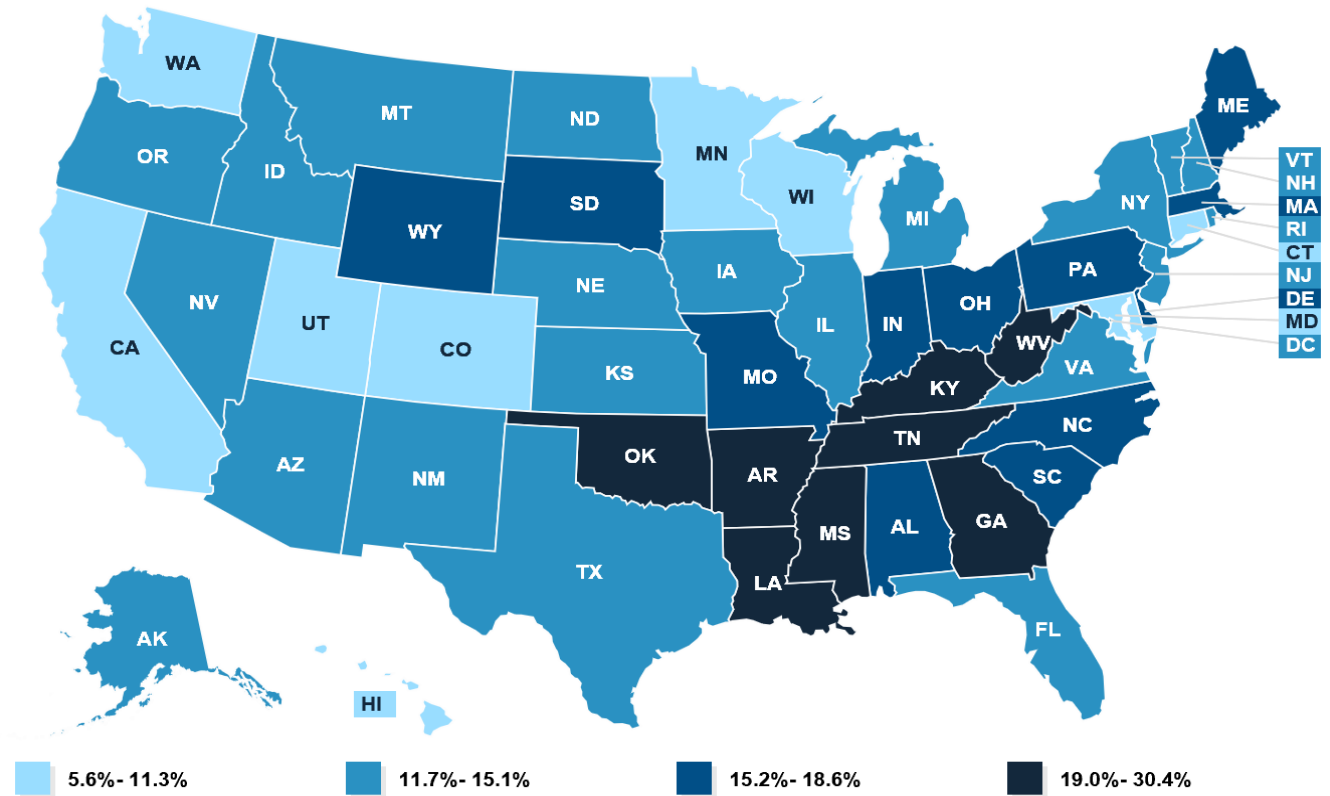 WA
MT
ND
MN
ME
OR
ID
SD
WI
MI
NY
VT
NH
MA
RI
CT
NJ
DE
MD
DC
WY
IA
NE
PA
NV
UT
CO
IL
IN
OH
CA
KS
MO
WV
VA
KY
NC
TN
OK
AZ
NM
AR
SC
MS
AL
GA
TX
LA
FL
AK
HI
5.6%- 11.3% 11.7%- 15.1% 15.2%- 18.6% 19.0%- 30.4%